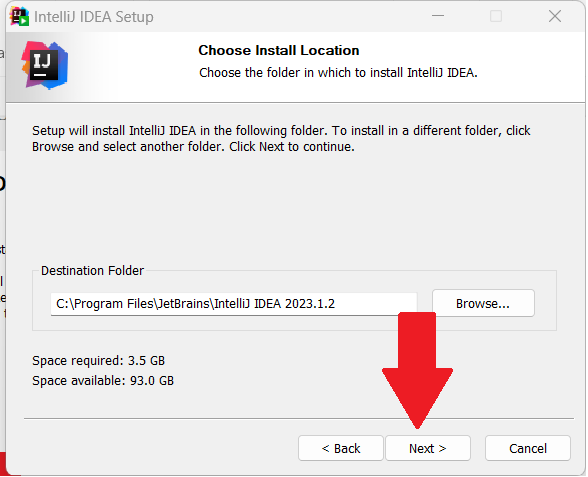 IntelliJ IDEA Setup
IJ
Choose Install Location
Choose the folder in which to install IntelliJ IDEA.
Setup will install IntelliJ IDEA in the following folder. To install in a different folder, click
Browse and select another folder. Click Next to continue.
Destination Folder
C:\Program Files\JetBrains\IntelliJ IDEA 2023.1.2
Browse...
Space required: 3.5 GB
Space available: 93.0 GB
< Back
Next >
Cancel